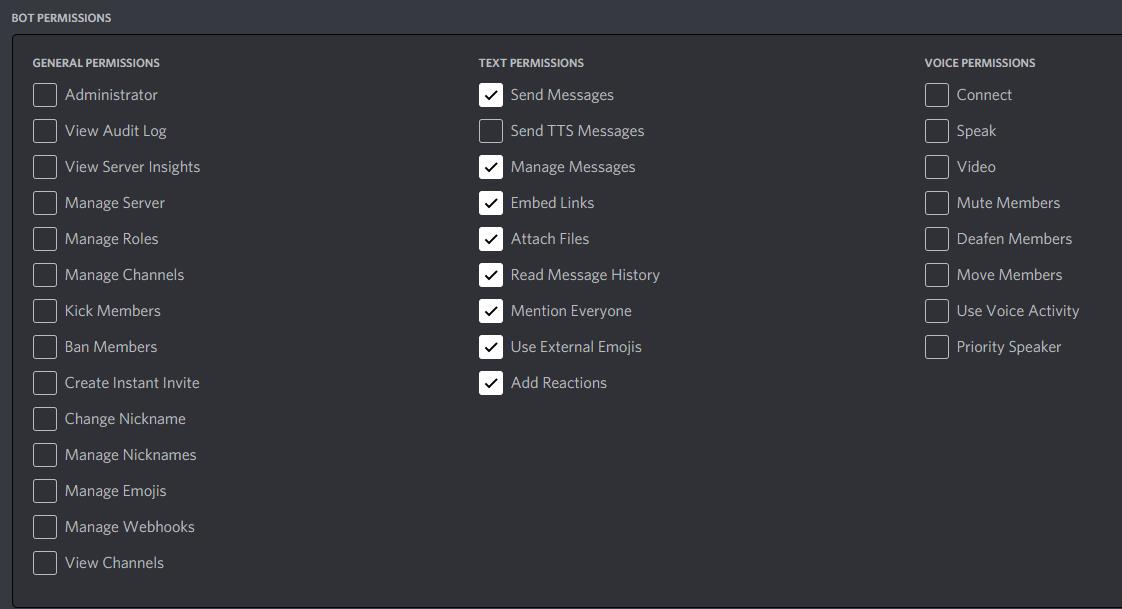 BOT PERMISSIONS
GENERAL PERMISSIONS
Administrator
View Audit Log
View Server Insights
Manage Server
Manage Roles
Manage Channels
Kick Members
Ban Members
Create Instant Invite
Change Nickname
Manage Nicknames
Manage Emojis
Manage Webhooks
View Channels
TEXT PERMISSIONS
Send Messages
Send TTS Messages
Manage Messages
Embed Links
Attach Files
Read Message History
Mention Everyone
Use External Emojis
Add Reactions
VOICE PERMISSIONS
Connect
Speak
Video
Mute Members
Deafen Members
Move Members
Use Voice Activity
Priority Speaker